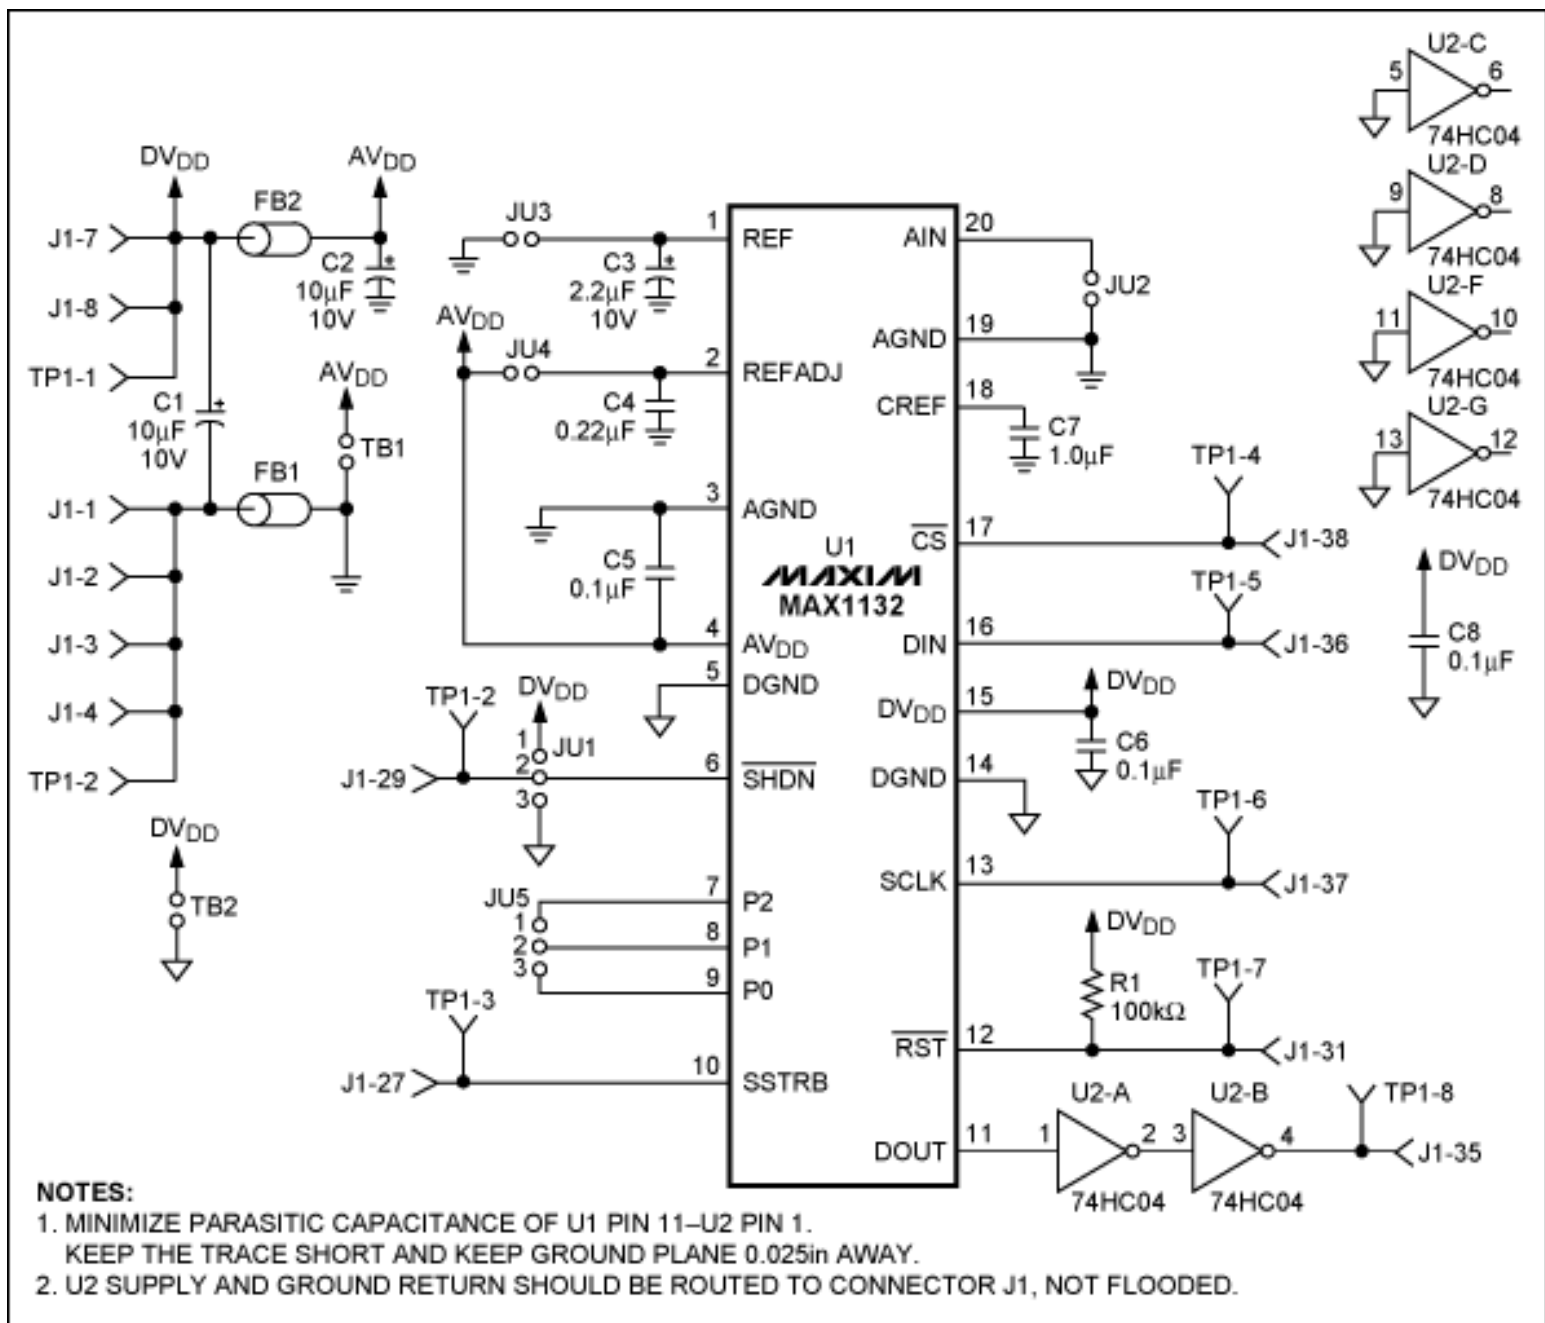 U2-C
5
6
74HC04
U2-D
9
8
74HC04
U2-F
11
10
74HC04
U2-G
13
12
74HC04
DVDD
AVDD
FB2
J1-7
J1-8
TP1-1
C2
10µF
10V
AVDD
C1
10µF
10V
TB1
FB1
J1-1
J1-2
J1-3
J1-4
TP1-2
DVDD
TB2
JU3
C3
2.2µF
10V
AVDD
JU4
C4
0.22µF
C5
0.1µF
TP1-2
DVDD
1
2
3
JU1
J1-29
JU5
1
2
3
TP1-3
J1-27
1
REF
2
REFADJ
3
AGND
4
AVDD
5
DGND
6
SHDN
7
P2
8
P1
9
P0
10
SSTRB
U1
MAXIM
MAX1132
AIN
20
AGND
19
CREF
18
CS
17
DIN
16
DVDD
15
DGND
14
SCLK
13
RST
12
DOUT
11
JU2
C7
1.0µF
TP1-4
J1-38
TP1-5
J1-36
DVDD
C6
0.1µF
DVDD
C8
0.1µF
TP1-6
J1-37
DVDD
R1
100kΩ
TP1-7
J1-31
U2-A
1
2
74HC04
U2-B
3
4
74HC04
TP1-8
J1-35
NOTES:
1. MINIMIZE PARASITIC CAPACITANCE OF U1 PIN 11–U2 PIN 1.
KEEP THE TRACE SHORT AND KEEP GROUND PLANE 0.025in AWAY.
2. U2 SUPPLY AND GROUND RETURN SHOULD BE ROUTED TO CONNECTOR J1, NOT FLOODED.